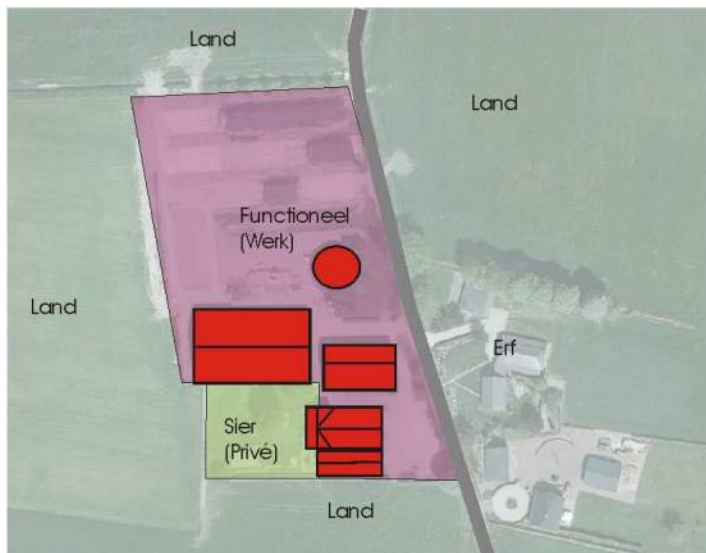 Land
Land
Functioneel
(Werk)
Land
Erf
Sier
(Privé)
Land